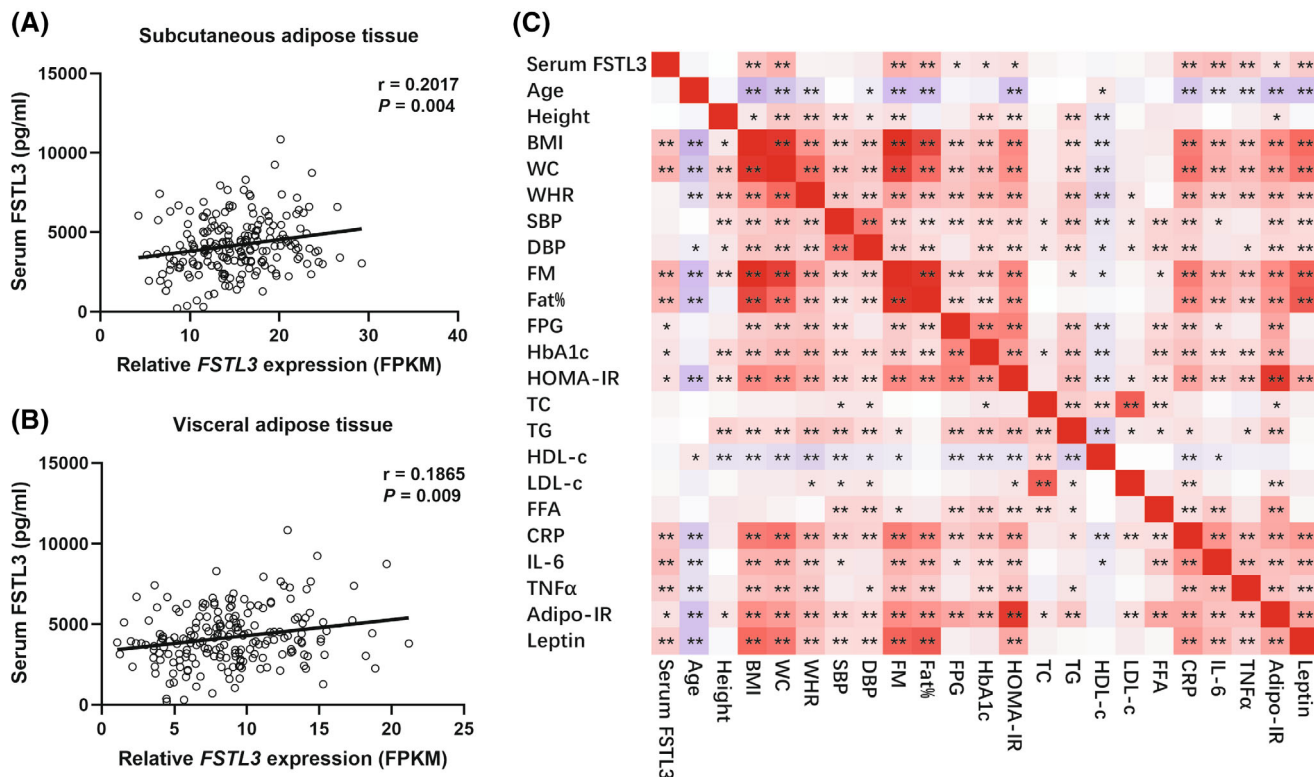 (A)
Subcutaneous adipose tissue
r = 0.2017
P = 0.004
Serum FSTL3 (pg/ml)
15000
10000
5000
0
0 10 20 30 40
Relative FSTL3 expression (FPKM)
(B)
Visceral adipose tissue
r = 0.1865
P = 0.009
Serum FSTL3 (pg/ml)
15000
10000
5000
0
0 5 10 15 20 25
Relative FSTL3 expression (FPKM)
(C)
Serum FSTL3
Age
Height
BMI
WC
WHR
SBP
DBP
FM
Fat%
FPG
HbA1c
HOMA-IR
TC
TG
HDL-c
LDL-c
FFA
CRP
IL-6
TNFα
Adipo-IR
Leptin
Serum FSTL3
Age
Height
BMI
WC
WHR
SBP
DBP
FM
Fat%
FPG
HbA1c
HOMA-IR
TC
TG
HDL-c
LDL-c
FFA
CRP
IL-6
TNFα
Adipo-IR
Leptin